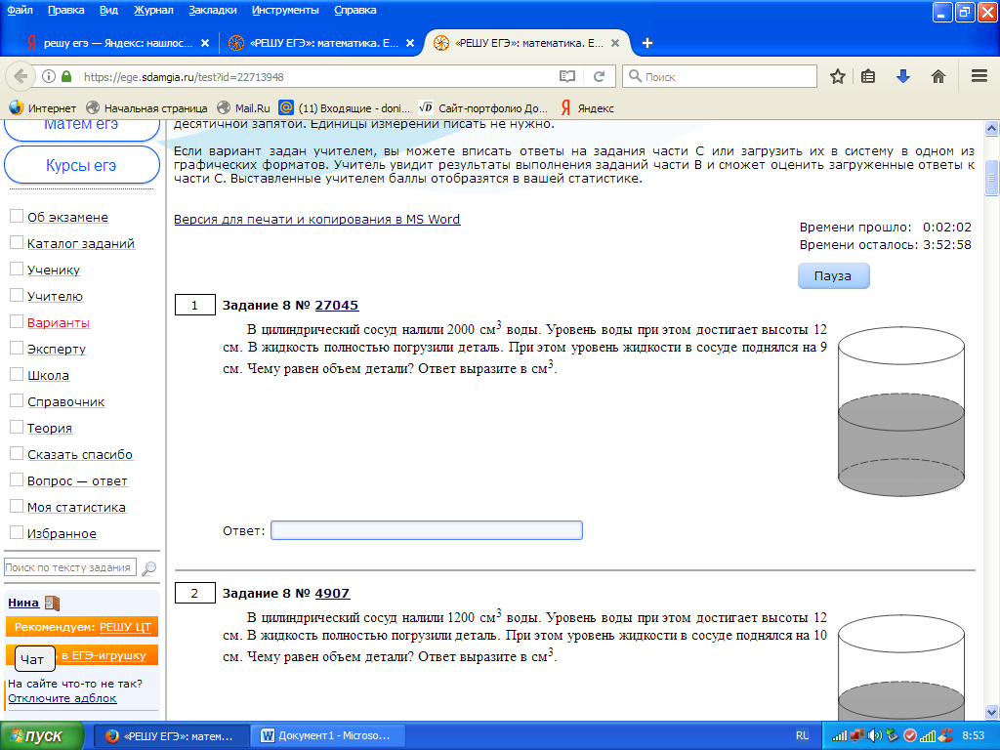 Файл Правка Вид Журнал Закладки Инструменты Справка
решу егэ — Яндекс: нашлос...
«РЕШУ ЕГЭ»: математика. Е...
«РЕШУ ЕГЭ»: математика. Е...
https://ege.sdamgia.ru/test?id=22713948
Поиск
Интернет Начальная страница Mail.Ru (11) Входящие - doni... Сайт-портфолио До... Яндекс
Матем егэ
Курсы егэ
Об экзамене
Каталог заданий
Ученику
Учителю
Варианты
Эксперту
Школа
Справочник
Теория
Сказать спасибо
Вопрос — ответ
Моя статистика
Избранное
Поиск по тексту задания
Нина
Рекомендуем: РЕШУ ЦТ
в ЕГЭ-игрушку
Чат
На сайте что-то не так?
Отключите адблок
десятичной запятой. Единицы измерений писать не нужно.
Если вариант задан учителем, вы можете вписать ответы на задания части С или загрузить их в систему в одном из
графических форматов. Учитель увидит результаты выполнения заданий части В и сможет оценить загруженные ответы к
части С. Выставленные учителем баллы отобразятся в вашей статистике.
Версия для печати и копирования в MS Word
Времени прошло: 0:02:02
Времени осталось: 3:52:58
Пауза
1 Задание 8 № 27045
В цилиндрический сосуд налили 2000 см³ воды. Уровень воды при этом достигает высоты 12
см. В жидкость полностью погрузили деталь. При этом уровень жидкости в сосуде поднялся на 9
см. Чему равен объем детали? Ответ выразите в см³.
Ответ:
2 Задание 8 № 4907
В цилиндрический сосуд налили 1200 см³ воды. Уровень воды при этом достигает высоты 12
см. В жидкость полностью погрузили деталь. При этом уровень жидкости в сосуде поднялся на 10
см. Чему равен объем детали? Ответ выразите в см³.
пуск
«РЕШУ ЕГЭ»: матем...
Документ1 - Microso...
RU
8:53